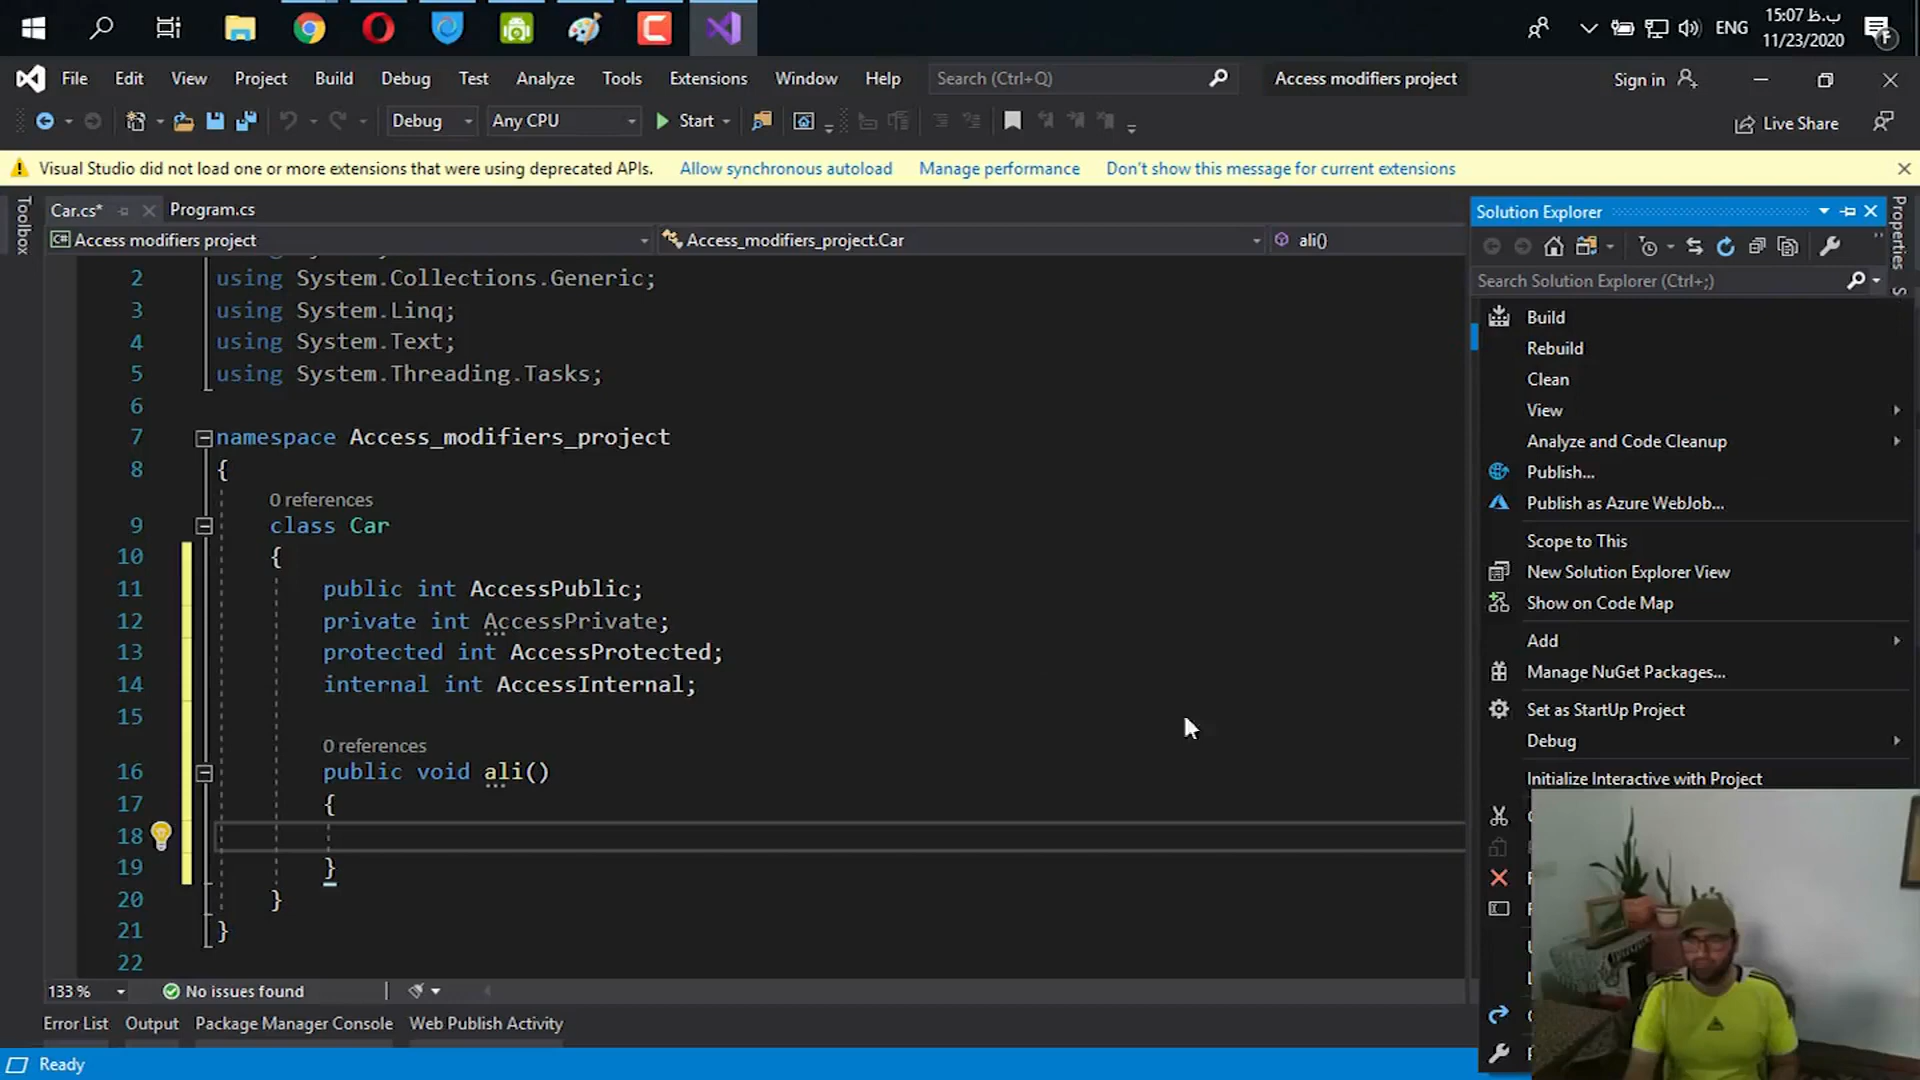 15:07 ب.ظ
ENG
11/23/2020
File Edit View Project Build Debug Test Analyze Tools Extensions Window Help Search (Ctrl+Q) Access modifiers project Sign in
Debug Any CPU Start Live Share
Visual Studio did not load one or more extensions that were using deprecated APIs. Allow synchronous autoload Manage performance Don't show this message for current extensions
Toolbox
Car.cs* Program.cs
Access modifiers project Access_modifiers_project.Car ali()
2 using System.Collections.Generic;
3 using System.Linq;
4 using System.Text;
5 using System.Threading.Tasks;
6
7 namespace Access_modifiers_project
8 {
0 references
9 class Car
10 {
11 public int AccessPublic;
12 private int AccessPrivate;
13 protected int AccessProtected;
14 internal int AccessInternal;
15
0 references
16 public void ali()
17 {
18
19 }
20 }
21 }
22
133 % No issues found
Error List Output Package Manager Console Web Publish Activity
Ready
Solution Explorer
Search Solution Explorer (Ctrl+;)
Build
Rebuild
Clean
View
Analyze and Code Cleanup
Publish...
Publish as Azure WebJob...
Scope to This
New Solution Explorer View
Show on Code Map
Add
Manage NuGet Packages...
Set as StartUp Project
Debug
Initialize Interactive with Project
Properties